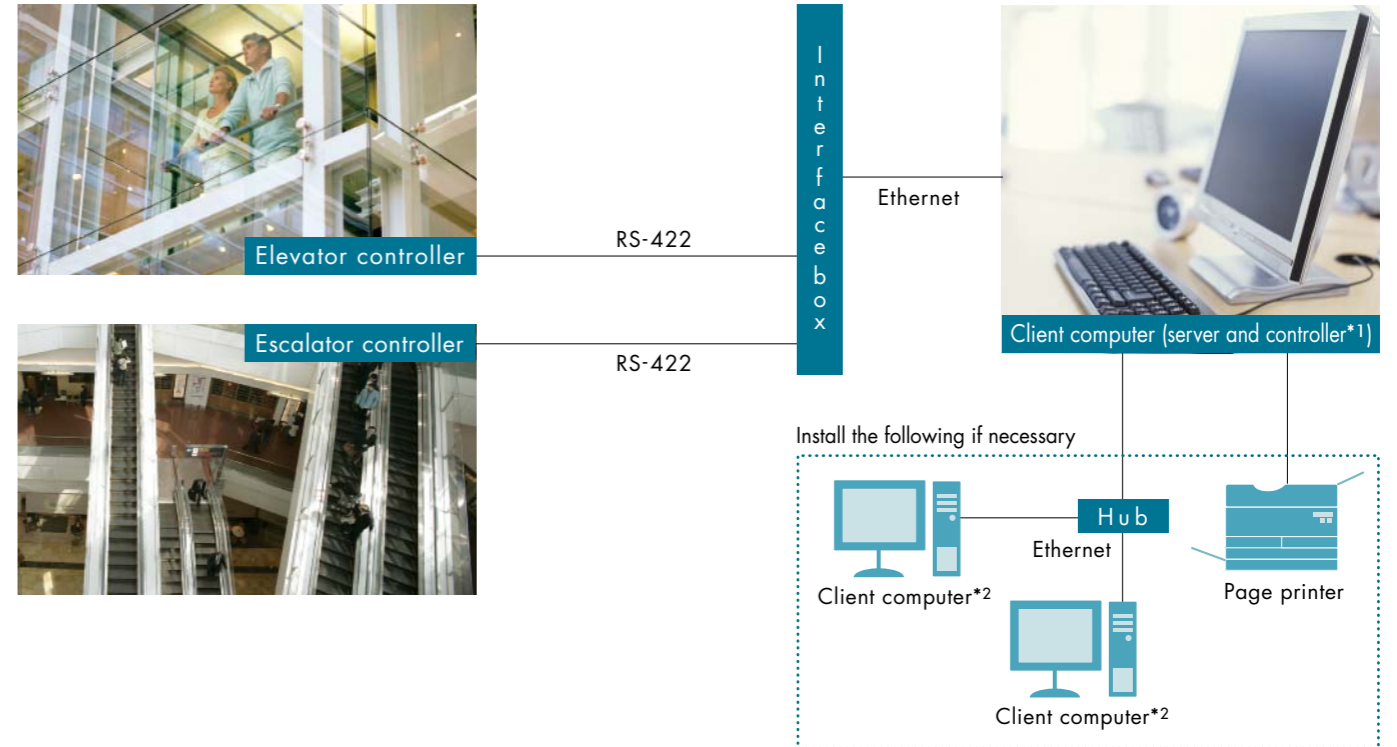 Elevator controller
RS-422
Escalator controller
RS-422
Interface box
Ethernet
Client computer (server and controller*1)
Install the following if necessary
Hub
Ethernet
Client computer*2
Page printer
Client computer*2